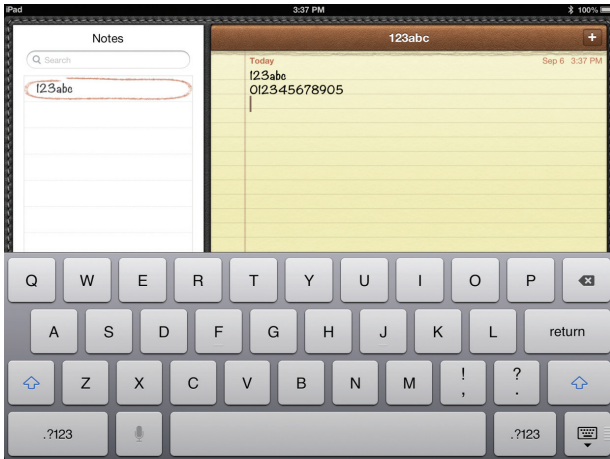 iPad 3:37 PM 100%
Notes
123abc
+
Search
Today Sep 6 3:37 PM
123abc
123abc
012345678905
Q W E R T Y U I O P
A S D F G H J K L return
Z X C V B N M ! , ? .
.?123 .?123